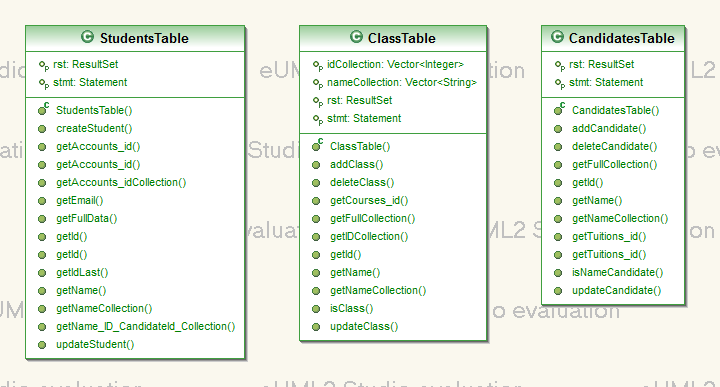 StudentsTable
rst: ResultSet
stmt: Statement
StudentsTable()
createStudent()
getAccounts_id()
getAccounts_id()
getAccounts_idCollection()
getEmail()
getFullData()
getId()
getId()
getIdLast()
getName()
getNameCollection()
getName_ID_CandidateId_Collection()
updateStudent()
ClassTable
idCollection: Vector<Integer>
nameCollection: Vector<String>
rst: ResultSet
stmt: Statement
ClassTable()
addClass()
deleteClass()
getCourses_id()
getFullCollection()
getIDCollection()
getId()
getName()
getNameCollection()
isClass()
updateClass()
CandidatesTable
rst: ResultSet
stmt: Statement
CandidatesTable()
addCandidate()
deleteCandidate()
getFullCollection()
getId()
getName()
getNameCollection()
getTuitions_id()
getTuitions_id()
isNameCandidate()
updateCandidate()